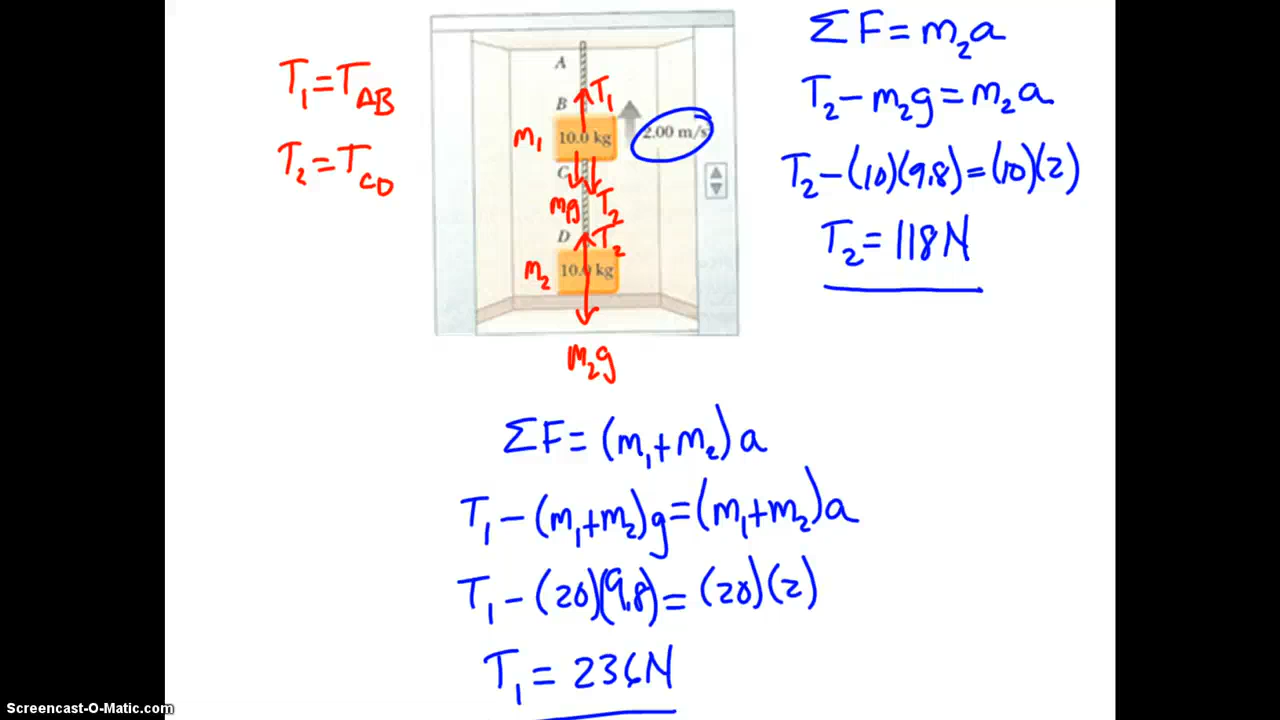 T₁=T_AB
T₂=T_CD
A
B
T₁
m₁
10.0 kg
2.00 m/s
C
mg
T₂
D
T₂
m₂
10.0 kg
m₂g
ΣF=m₂a
T₂-m₂g=m₂a
T₂-(10)(9.8)=(10)(2)
T₂=118N
ΣF=(m₁+m₂)a
T₁-(m₁+m₂)g=(m₁+m₂)a
T₁-(20)(9.8)=(20)(2)
T₁=236N
Screencast-O-Matic.com